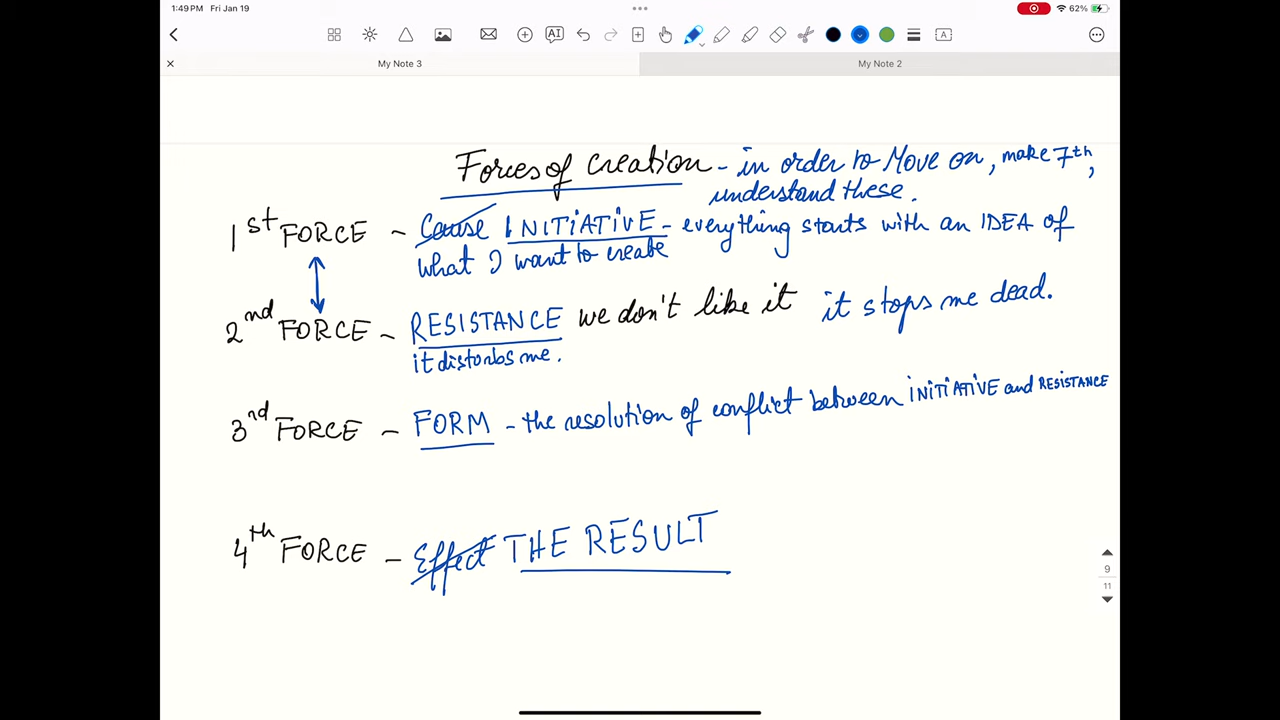 1:49 PM Fri Jan 19
62%
My Note 3
My Note 2
Forces of Creation - in order to Move on, make 7th,
understand these.
1st FORCE - Cause INITIATIVE - everything starts with an IDEA of
what I want to create
2nd FORCE - RESISTANCE we don't like it it stops me dead.
it disturbs me.
3rd FORCE - FORM - the resolution of conflict between INITIATIVE and RESISTANCE
4th FORCE - Effect THE RESULT
9
11